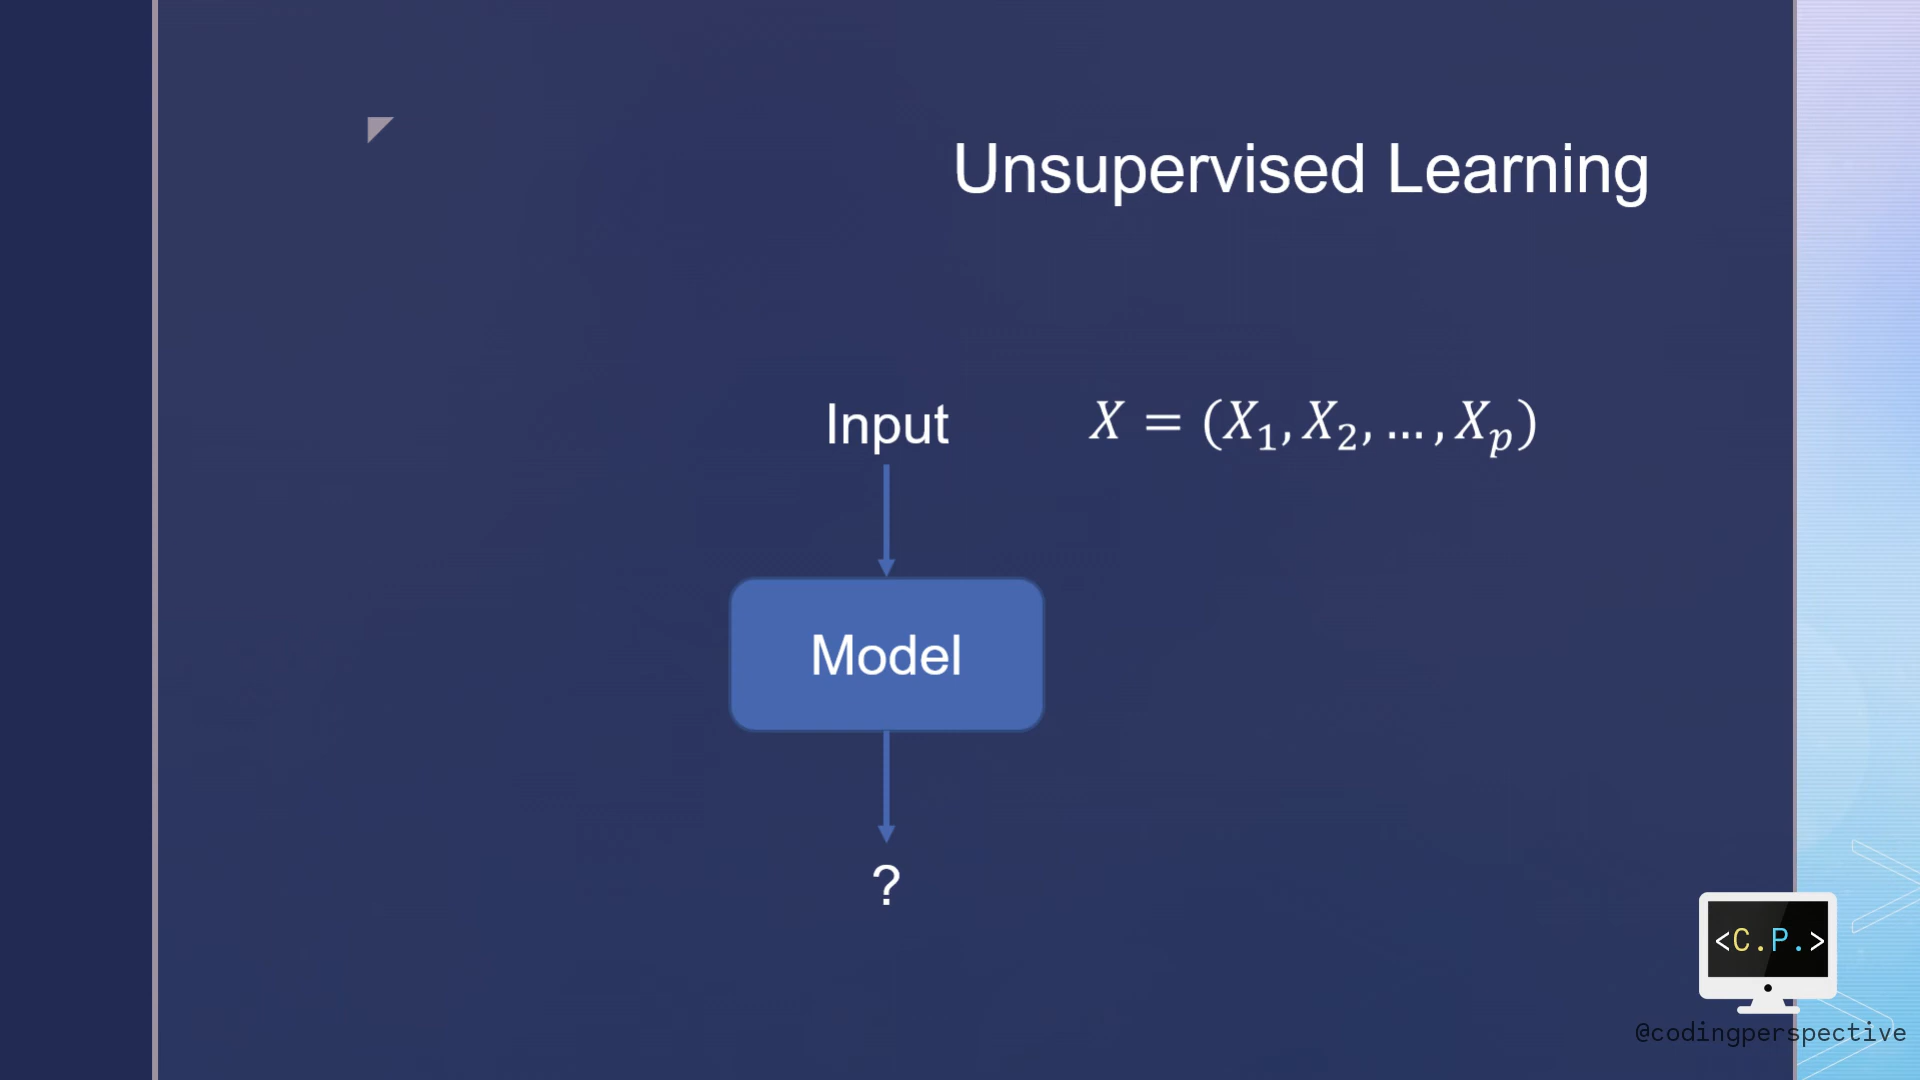 Unsupervised Learning
Input
X = (X₁, X₂, … , Xₚ)
Model
?
<C.P.>
@codingperspective